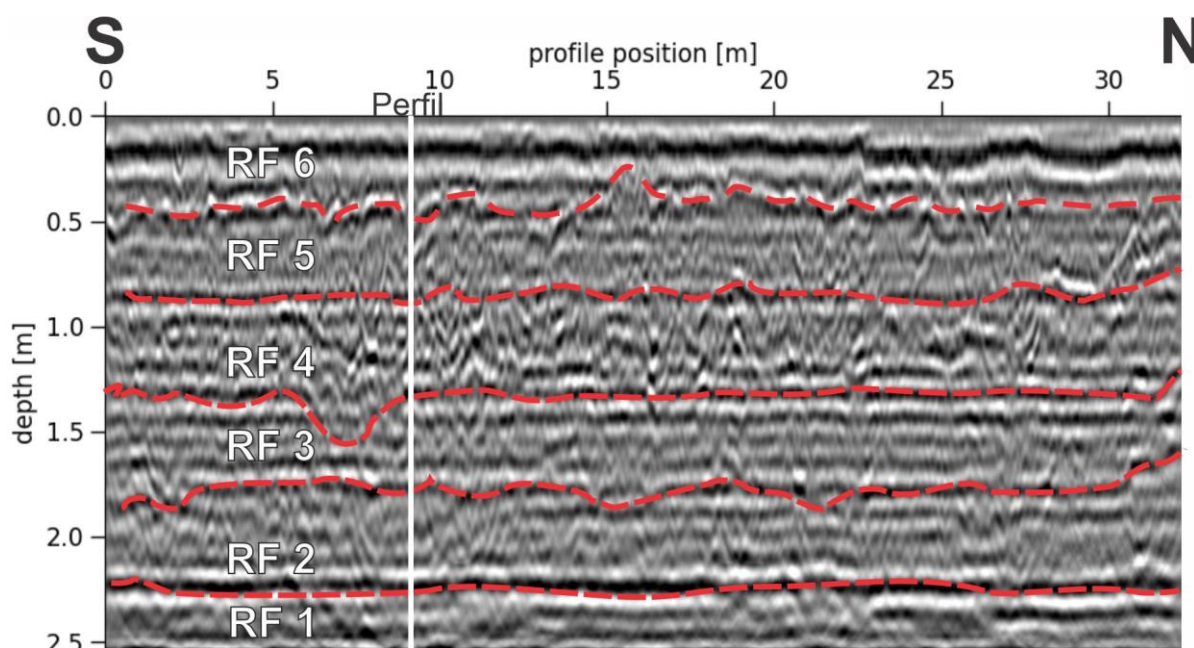 S N
profile position [m]
0 5 10 15 20 25 30
Perfil
depth [m]
0.0
RF 6
0.5
RF 5
1.0
RF 4
1.5
RF 3
2.0
RF 2
RF 1
2.5